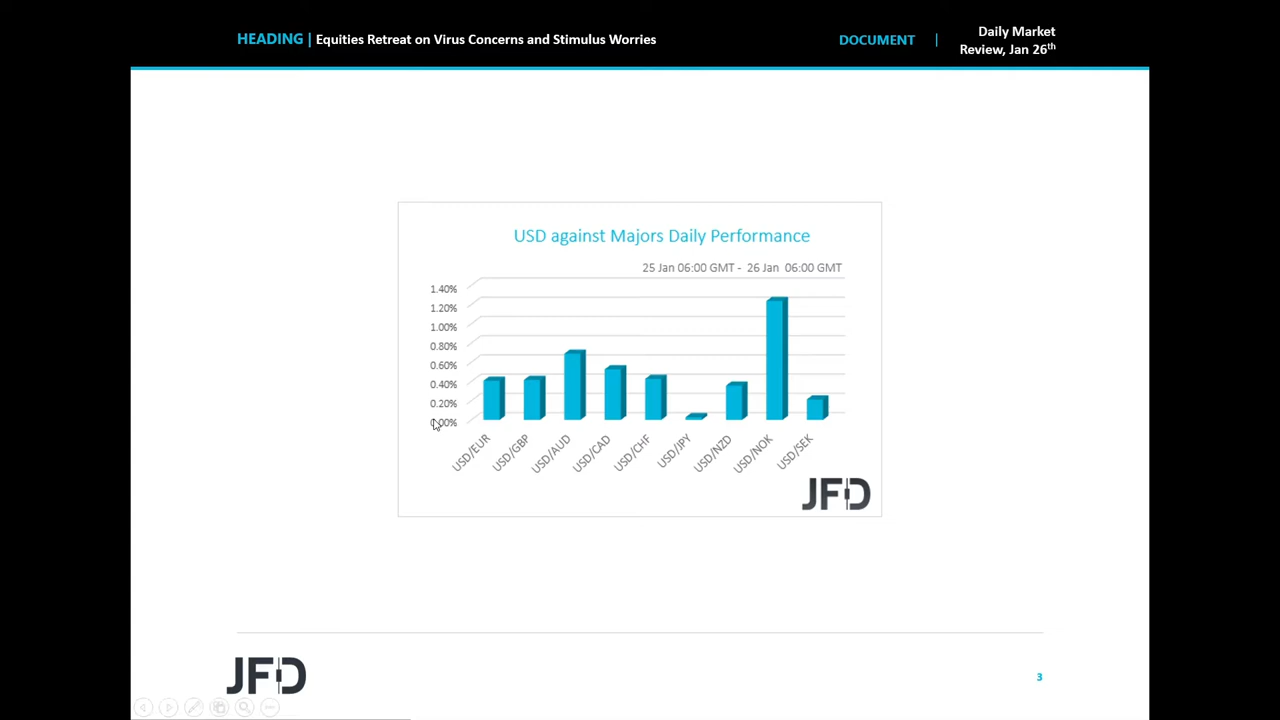 HEADING | Equities Retreat on Virus Concerns and Stimulus Worries
DOCUMENT |
Daily Market
Review, Jan 26th
USD against Majors Daily Performance
25 Jan 06:00 GMT - 26 Jan 06:00 GMT
1.40%
1.20%
1.00%
0.80%
0.60%
0.40%
0.20%
0.00%
USD/EUR
USD/GBP
USD/AUD
USD/CAD
USD/CHF
USD/JPY
USD/NZD
USD/NOK
USD/SEK
JFD
JFD
3